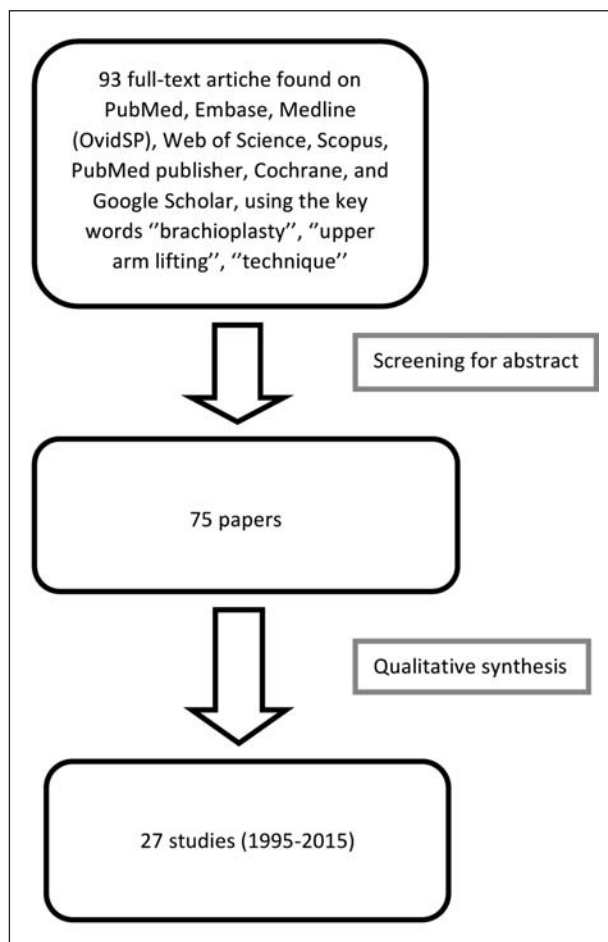 93 full-text artiche found on
PubMed, Embase, Medline
(OvidSP), Web of Science, Scopus,
PubMed publisher, Cochrane, and
Google Scholar, using the key
words ‘’brachioplasty’’, ‘’upper
arm lifting’’, ‘’technique’’
Screening for abstract
75 papers
Qualitative synthesis
27 studies (1995-2015)